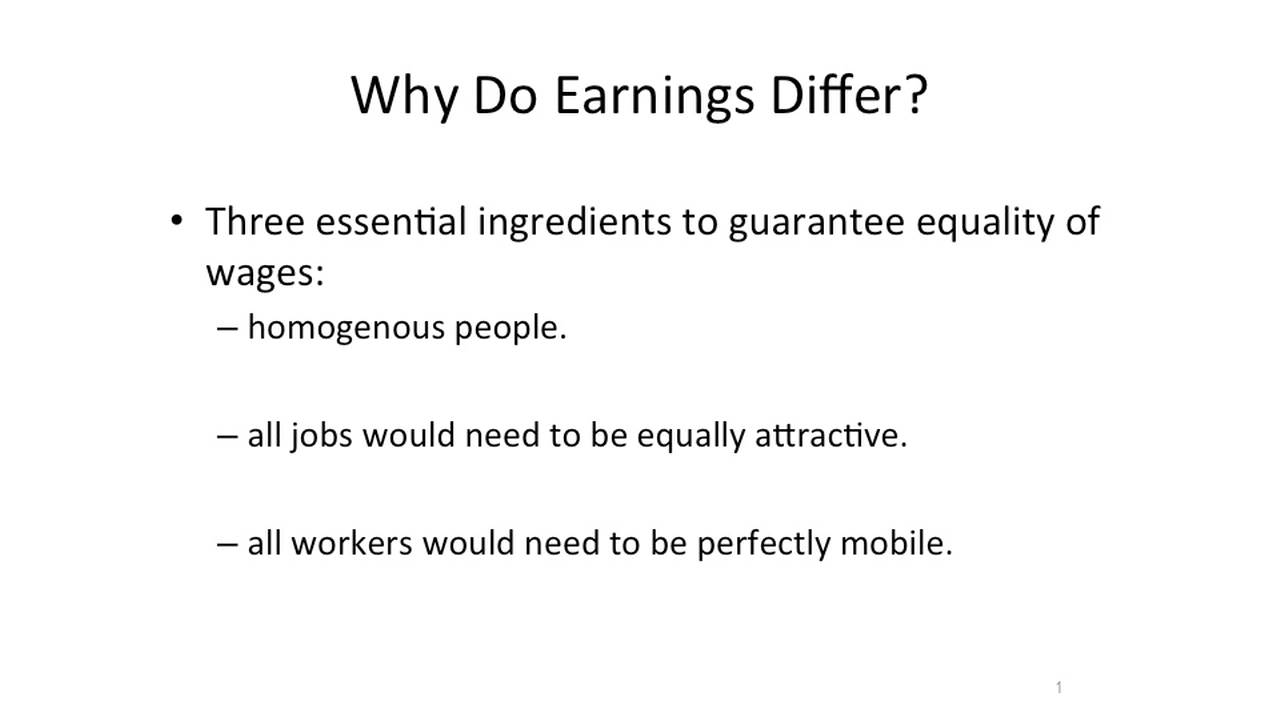 Why Do Earnings Differ?
• Three essential ingredients to guarantee equality of
wages:
– homogenous people.
– all jobs would need to be equally attractive.
– all workers would need to be perfectly mobile.
1